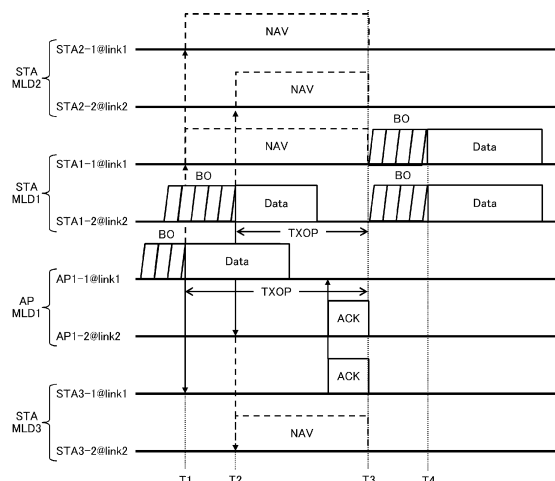 NAV
STA2-1@link1
STA
MLD2
NAV
STA2-2@link2
BO
NAV
Data
STA1-1@link1
STA
MLD1
BO
BO
Data
Data
STA1-2@link2
TXOP
BO
Data
AP1-1@link1
TXOP
AP
MLD1
ACK
AP1-2@link2
ACK
STA3-1@link1
STA
MLD3
NAV
STA3-2@link2
T1 T2 T3 T4